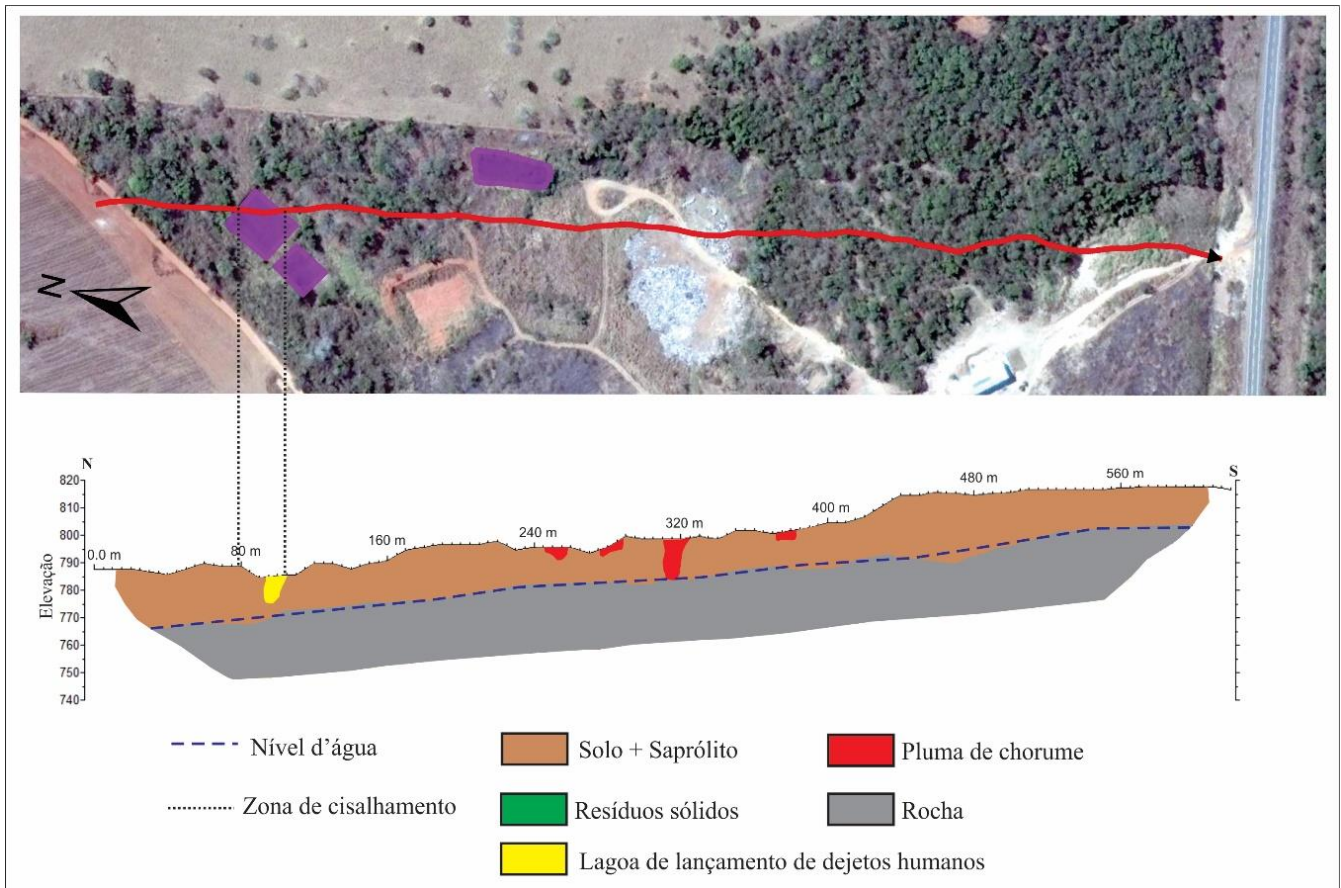 N
N
S
820
810
800
790
780
770
760
750
740
Elevação
0.0 m
80 m
160 m
240 m
320 m
400 m
480 m
560 m
Nível d’água
Solo + Saprólito
Pluma de chorume
Zona de cisalhamento
Resíduos sólidos
Rocha
Lagoa de lançamento de dejetos humanos